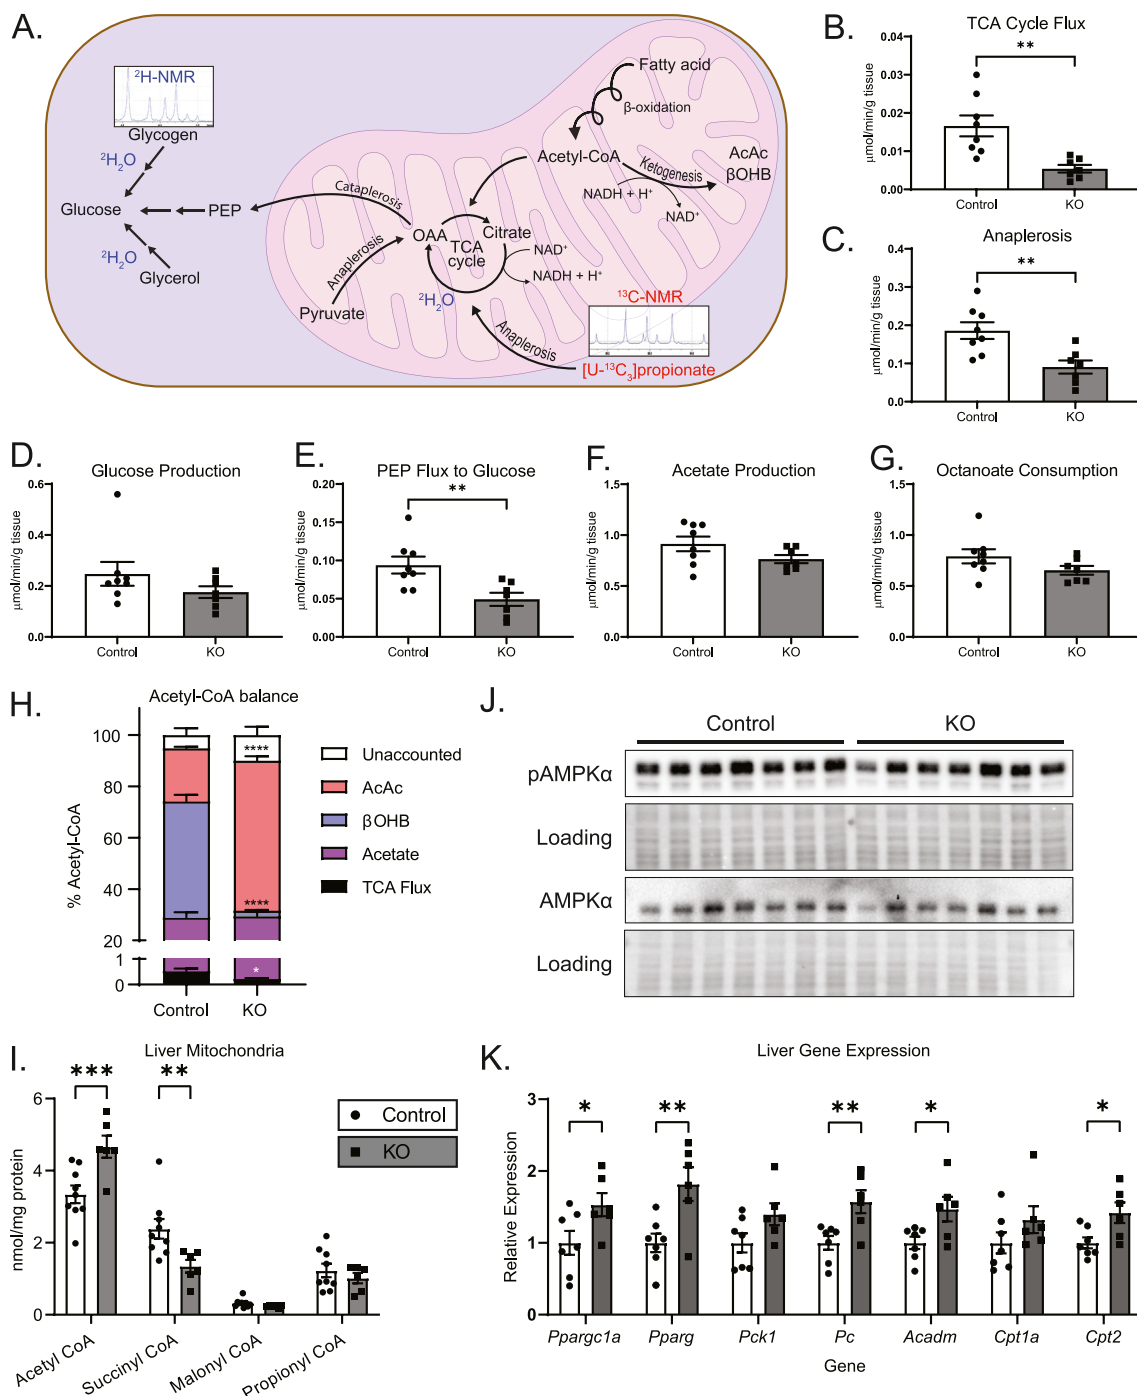 A.
²H-NMR
Glycogen
²H₂O
Glucose
PEP
²H₂O
Glycerol
Cataplerosis
Anaplerosis
Pyruvate
OAA
TCA
cycle
Citrate
²H₂O
NAD⁺
NADH + H⁺
Fatty acid
β-oxidation
Acetyl-CoA
Ketogenesis
AcAc
βOHB
NADH + H⁺
NAD⁺
Anaplerosis
¹³C-NMR
[U-¹³C₃]propionate
B.
TCA Cycle Flux
**
μmol/min/g tissue
0.04
0.03
0.02
0.01
0.00
Control
KO
C.
Anaplerosis
**
μmol/min/g tissue
0.4
0.3
0.2
0.1
0.0
Control
KO
D.
Glucose Production
μmol/min/g tissue
0.6
0.4
0.2
0.0
Control
KO
E.
PEP Flux to Glucose
**
μmol/min/g tissue
0.20
0.15
0.10
0.05
0.00
Control
KO
F.
Acetate Production
μmol/min/g tissue
1.5
1.0
0.5
0.0
Control
KO
G.
Octanoate Consumption
μmol/min/g tissue
1.5
1.0
0.5
0.0
Control
KO
H.
Acetyl-CoA balance
% Acetyl-CoA
100
80
60
40
20
1
0
****
****
*
Control
KO
Unaccounted
AcAc
βOHB
Acetate
TCA Flux
J.
Control
KO
pAMPKα
Loading
AMPKα
Loading
I.
Liver Mitochondria
***
**
nmol/mg protein
6
4
2
0
Acetyl CoA
Succinyl CoA
Malonyl CoA
Propionyl CoA
Control
KO
K.
Liver Gene Expression
*
**
**
*
*
Relative Expression
3
2
1
0
Ppargc1a
Pparg
Pck1
Pc
Acadm
Cpt1a
Cpt2
Gene